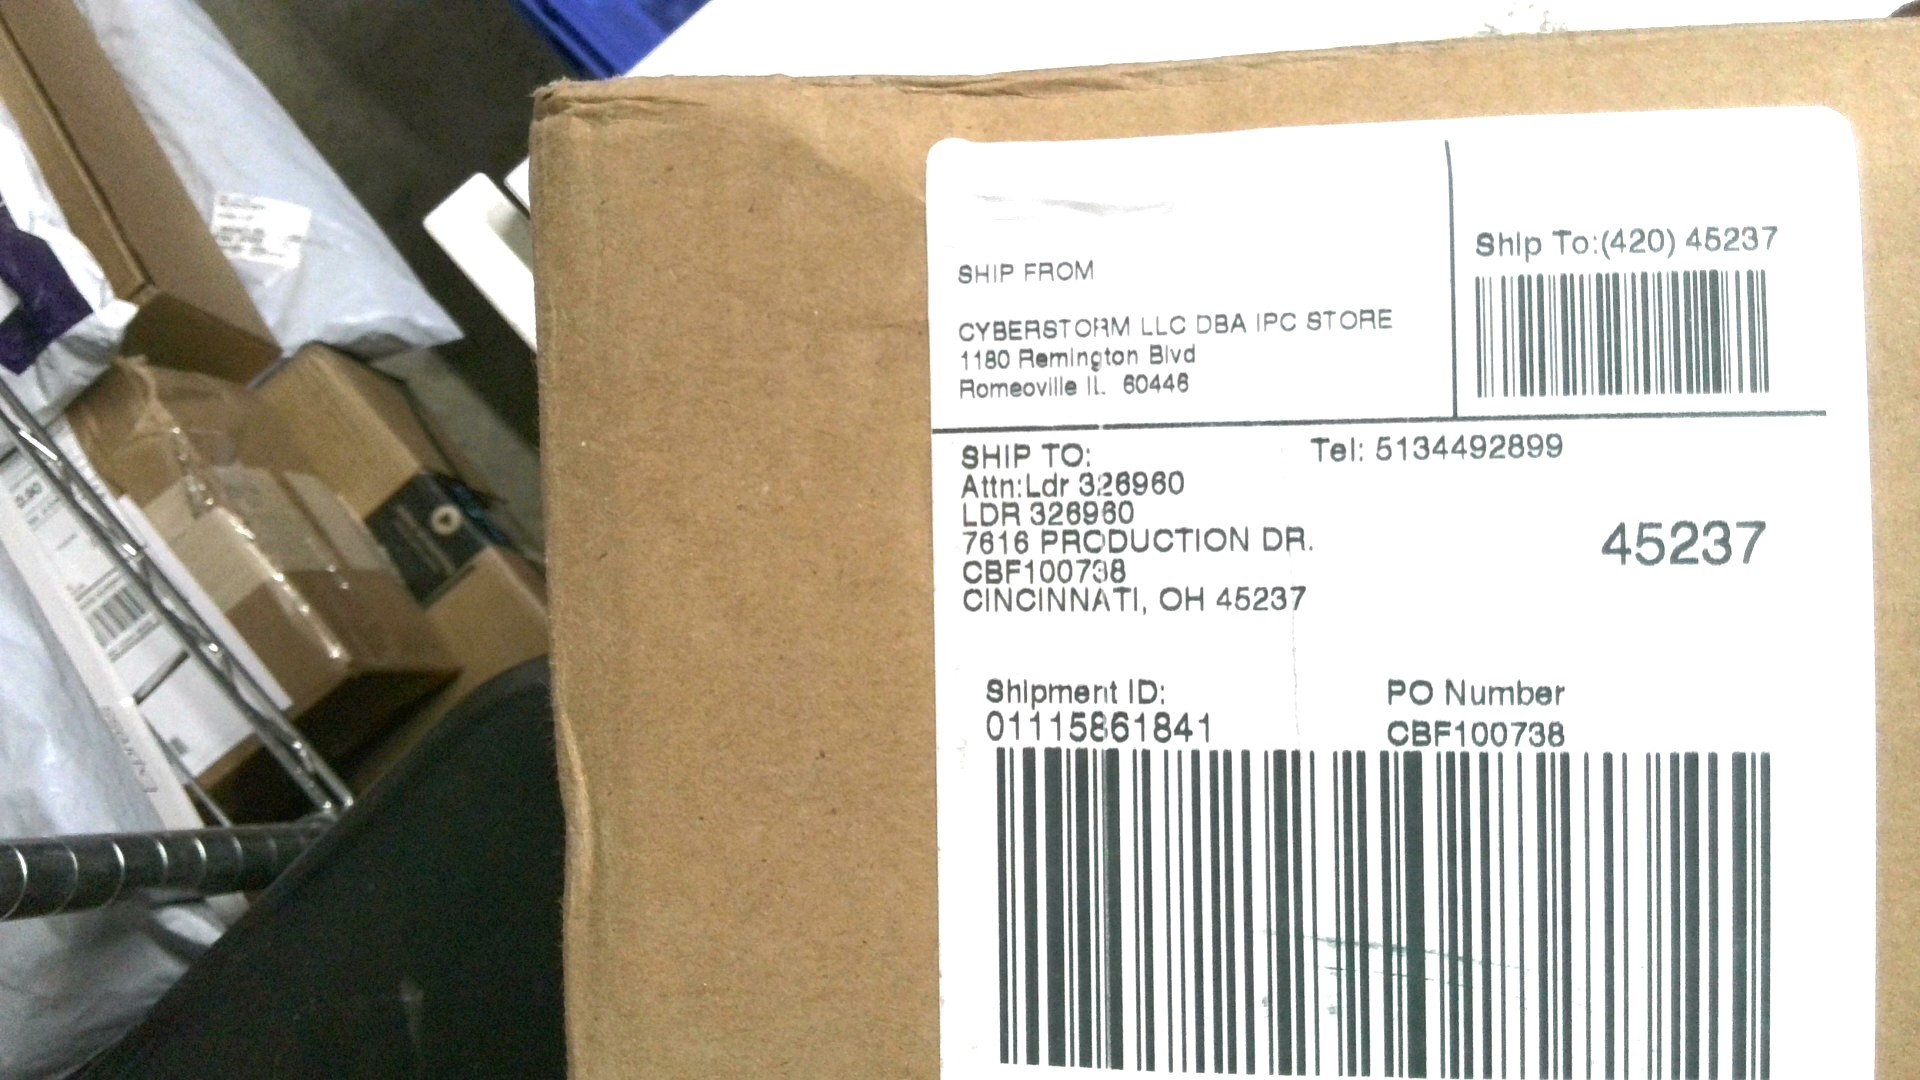 SHIP FROM
CYBERSTORM LLC DBA IPC STORE
1180 Remington Blvd
Romeoville IL 60446
Ship To:(420) 45237
SHIP TO:
Tel: 5134492899
Attn:Ldr 326960
LDR 326960
7616 PRODUCTION DR.
CBF100738
CINCINNATI, OH 45237
45237
Shipment ID:
01115861841
PO Number
CBF100738